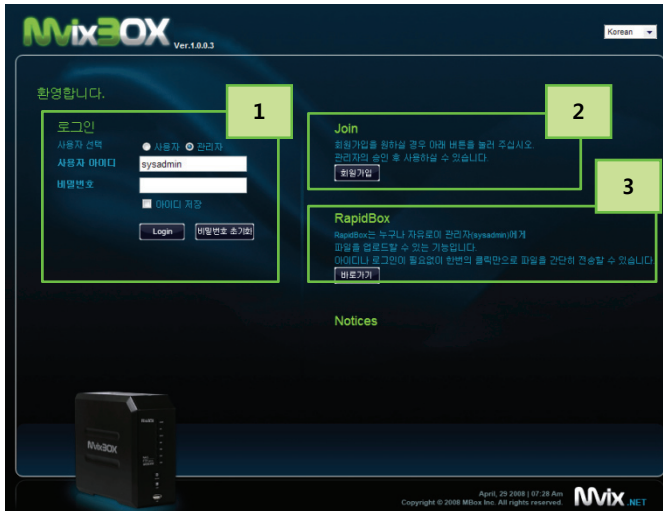 MvixBOX Ver.1.0.0.3
Korean
환영합니다.
1
로그인
사용자 선택 사용자 관리자
사용자 아이디 sysadmin
비밀번호
아이디 저장
Login 비밀번호 초기화
2
Join
회원가입을 원하실 경우 아래 버튼을 눌러 주십시오.
관리자의 승인 후 사용하실 수 있습니다.
회원가입
3
RapidBox
RapidBox는 누구나 자유로이 관리자(sysadmin)에게
파일을 업로드할 수 있는 기능입니다.
아이디나 로그인이 필요없이 한번의 클릭만으로 파일을 간단히 전송할 수 있습니다.
바로가기
Notices
MvixBOX
April, 29 2008 | 07:28 Am
Copyright © 2008 MBox Inc. All rights reserved.
Mvix.NET